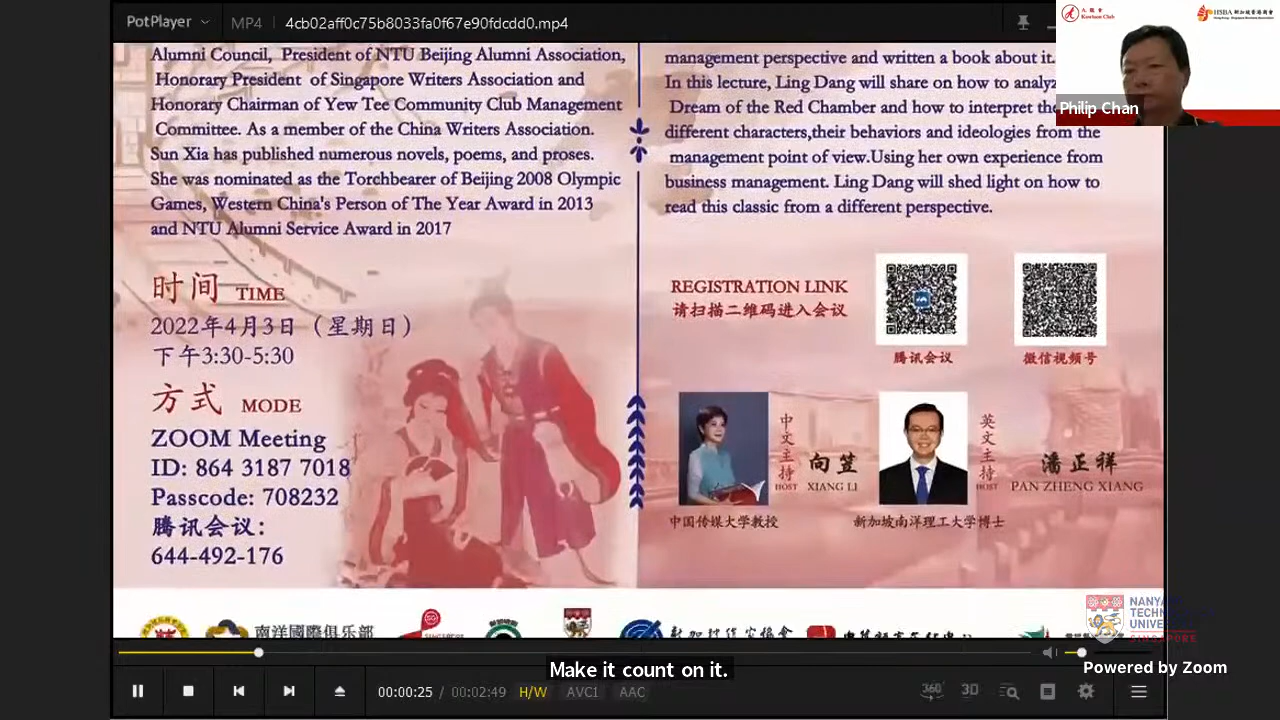 PotPlayer
MP4
4cb02aff0c75b8033fa0f67e90fdcdc0.mp4
Kowloon Club
HSBA
Philip Chan
Alumni Council, President of NTU Beijing Alumni Association,
Honorary President of Singapore Writers Association and
Honorary Chairman of Yew Tee Community Club Management
Committee. As a member of the China Writers Association.
Sun Xia has published numerous novels, poems, and proses.
She was nominated as the Torchbearer of Beijing 2008 Olympic
Games, Western China's Person of The Year Award in 2013
and NTU Alumni Service Award in 2017
时间 TIME
2022年4月3日（星期日）
下午3:30-5:30
方式 MODE
ZOOM Meeting
ID: 864 3187 7018
Passcode: 708232
腾讯会议：
644-492-176
management perspective and written a book about it.
In this lecture, Ling Dang will share on how to analyz
Dream of the Red Chamber and how to interpret the
different characters,their behaviors and ideologies from the
management point of view.Using her own experience from
business management. Ling Dang will shed light on how to
read this classic from a different perspective.
REGISTRATION LINK
请扫描二维码进入会议
腾讯会议
微信视频号
中文主持
HOST
向笠
XIANG LI
中国传媒大学教授
英文主持
HOST
潘正祥
PAN ZHENG XIANG
新加坡南洋理工大学博士
南洋國際俱乐部
NANYA
TECHNO
UNIVE
SINGAPORE
Make it count on it.
Powered by Zoom
00:00:25 / 00:02:49
H/W
AVC1
AAC
360°
3D